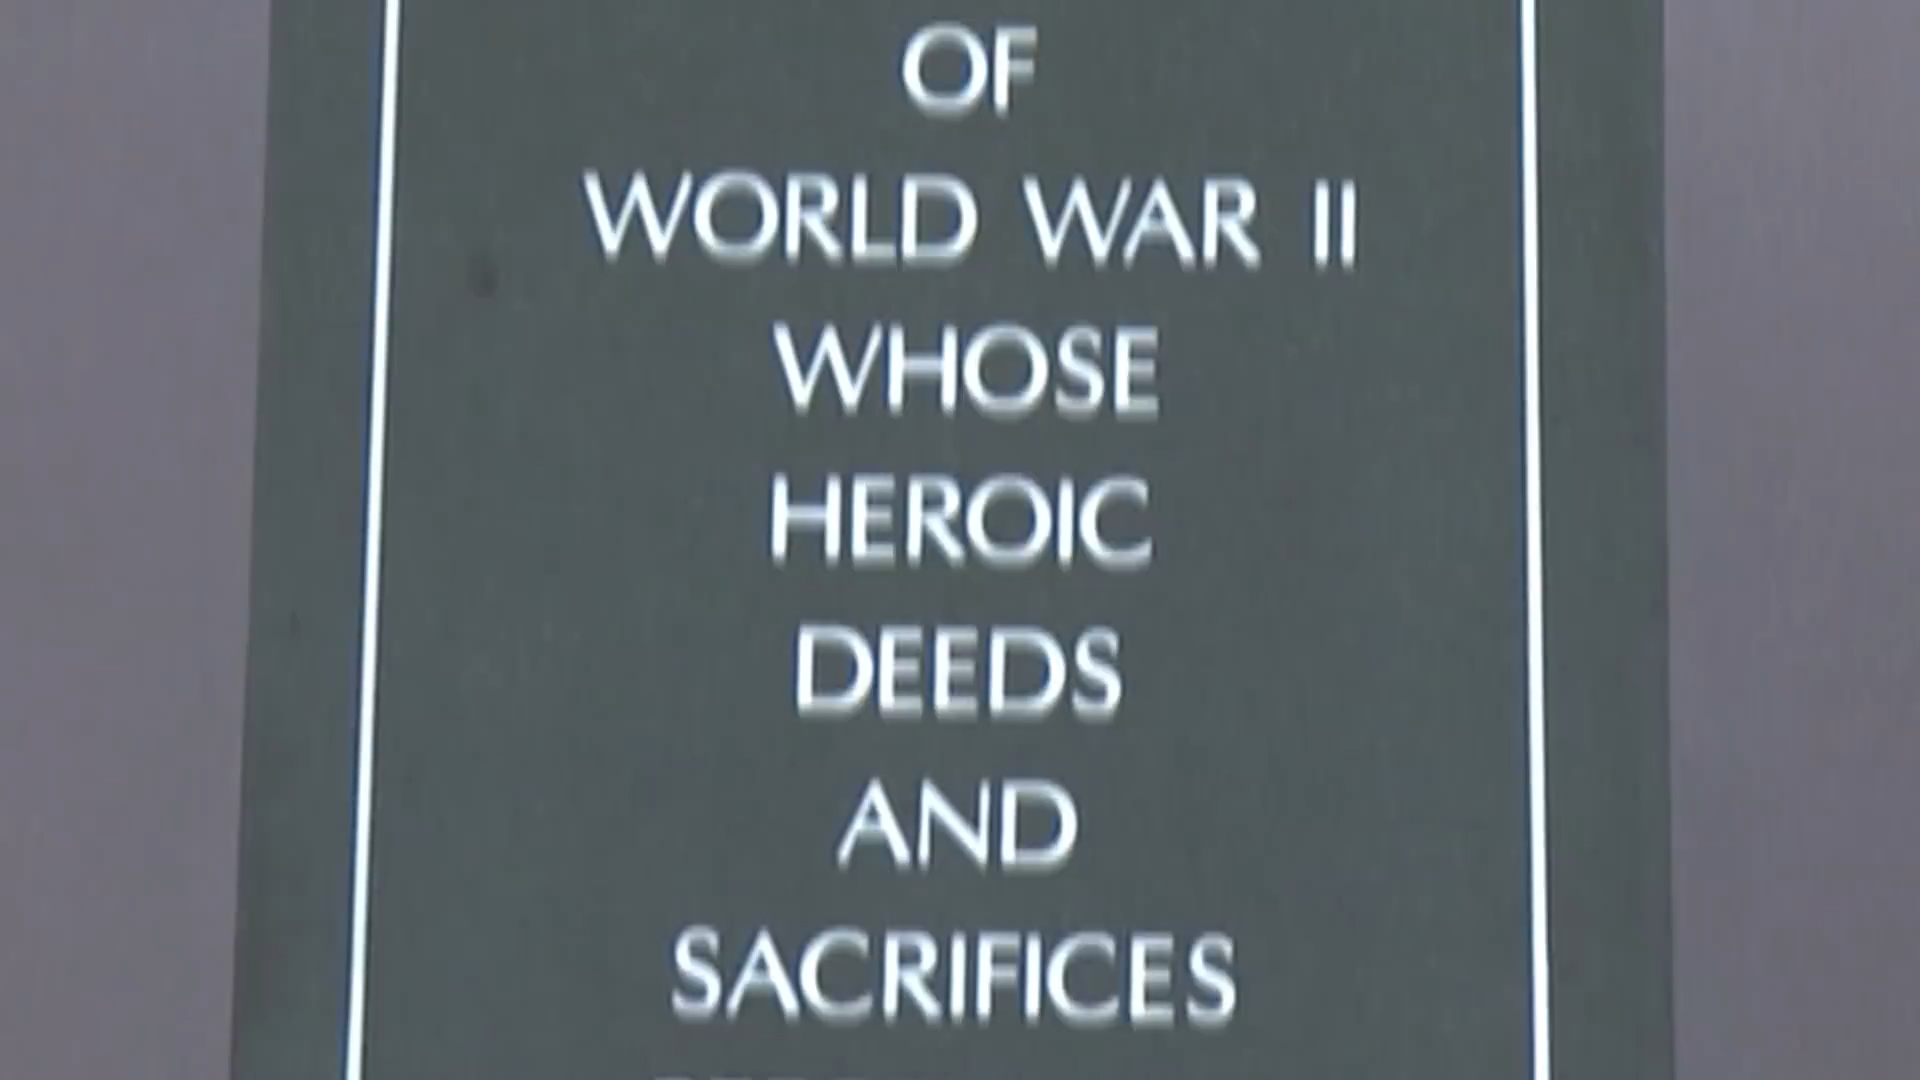 OF
WORLD WAR II
WHOSE
HEROIC
DEEDS
AND
SACRIFICES